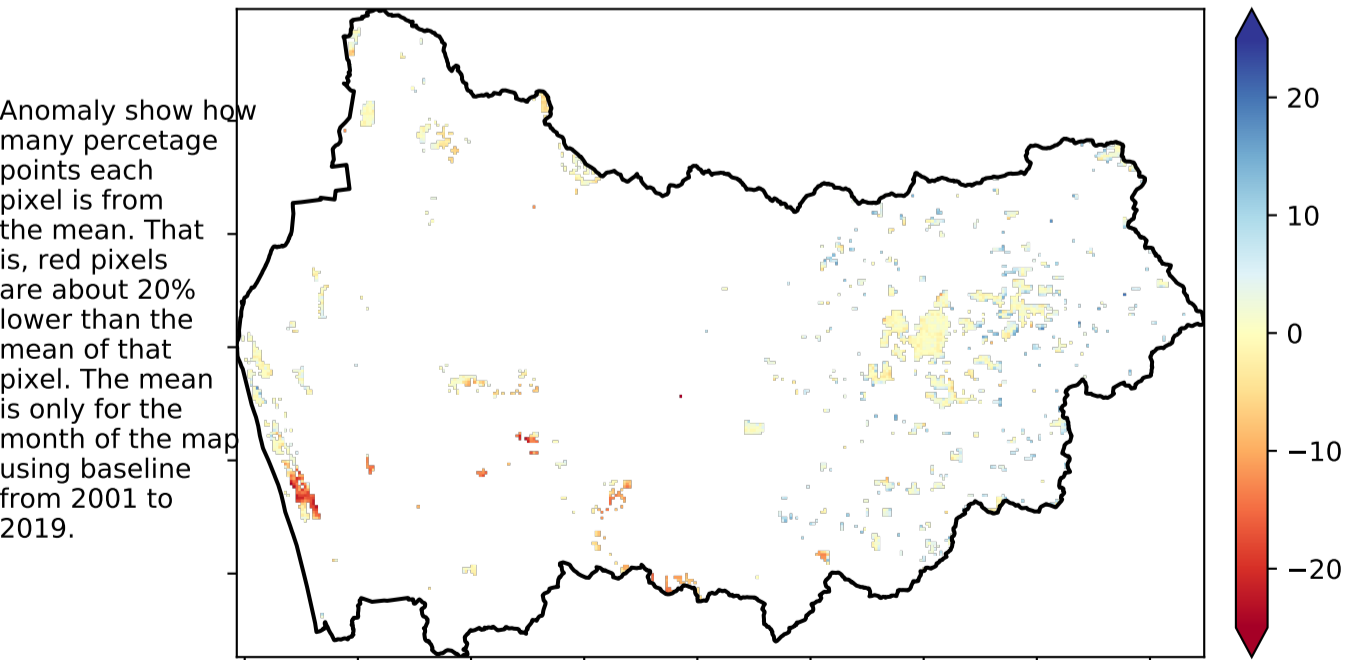 Anomaly show how
many percetage
points each
pixel is from
the mean. That
is, red pixels
are about 20%
lower than the
mean of that
pixel. The mean
is only for the
month of the map
using baseline
from 2001 to
2019.
20
10
0
−10
−20